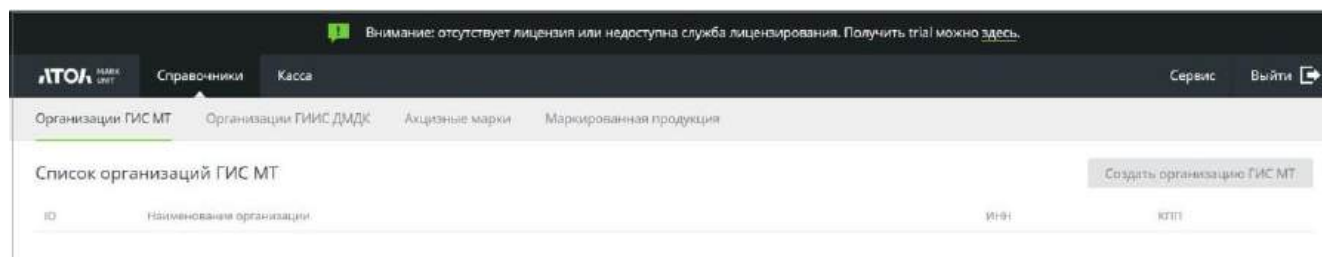 Внимание: отсутствует лицензия или недоступна служба лицензирования. Получить trial можно здесь.
АТОЛ MARK UNIT Справочники Касса Сервис Выйти
Организации ГИС МТ Организации ГИИС ДМДК Акцизные марки Маркированная продукция
Список организаций ГИС МТ Создать организацию ГИС МТ
ID Наименование организации ИНН КПП